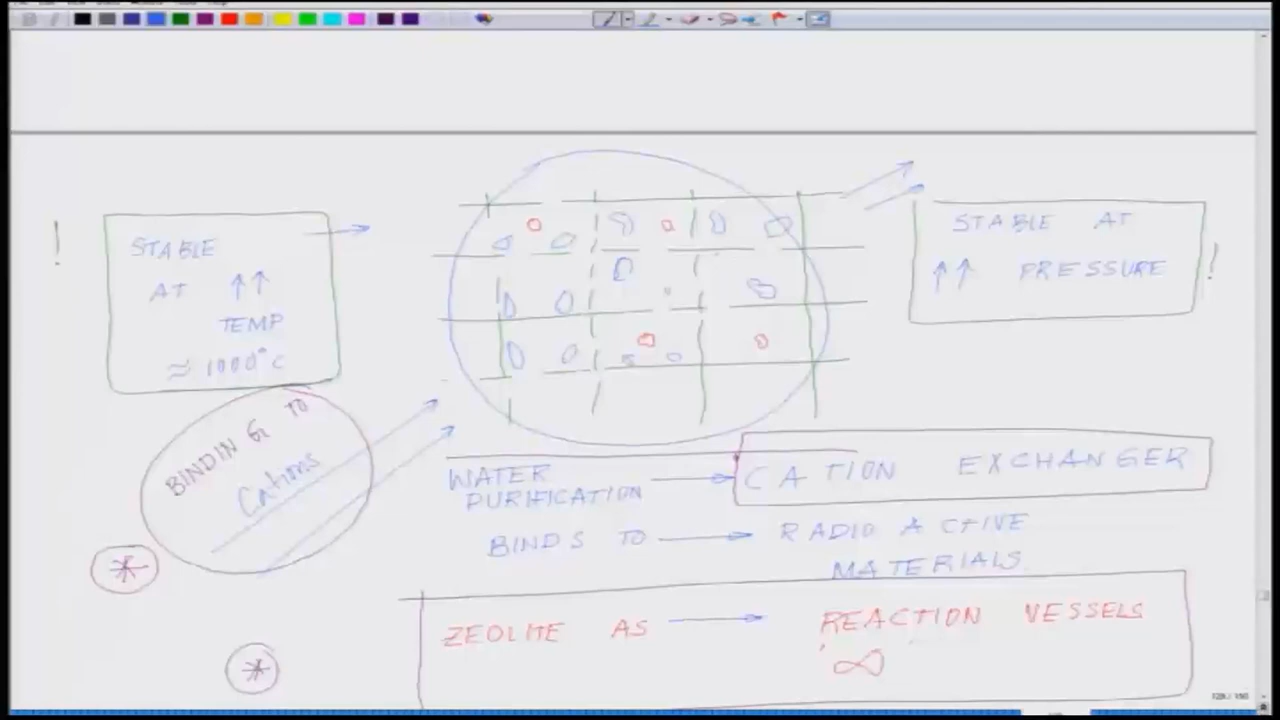 !
STABLE
AT ↑↑
TEMP
≈ 1000°C
STABLE AT
↑↑ PRESSURE
!
BINDING TO
Cations
WATER
PURIFICATION → CATION EXCHANGER
BINDS TO → RADIO ACTIVE
MATERIALS
*
ZEOLITE AS → REACTION VESSELS
∞
*